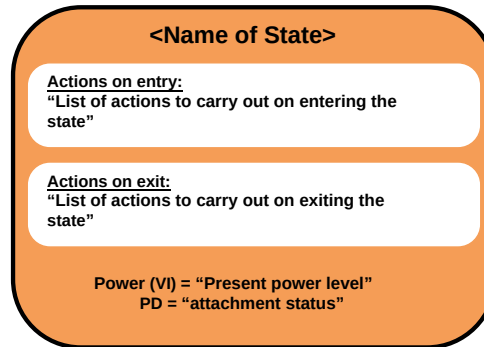 <Name of State>
Actions on entry:
“List of actions to carry out on entering the
state”
Actions on exit:
“List of actions to carry out on exiting the
state”
Power (VI) = “Present power level”
PD = “attachment status”